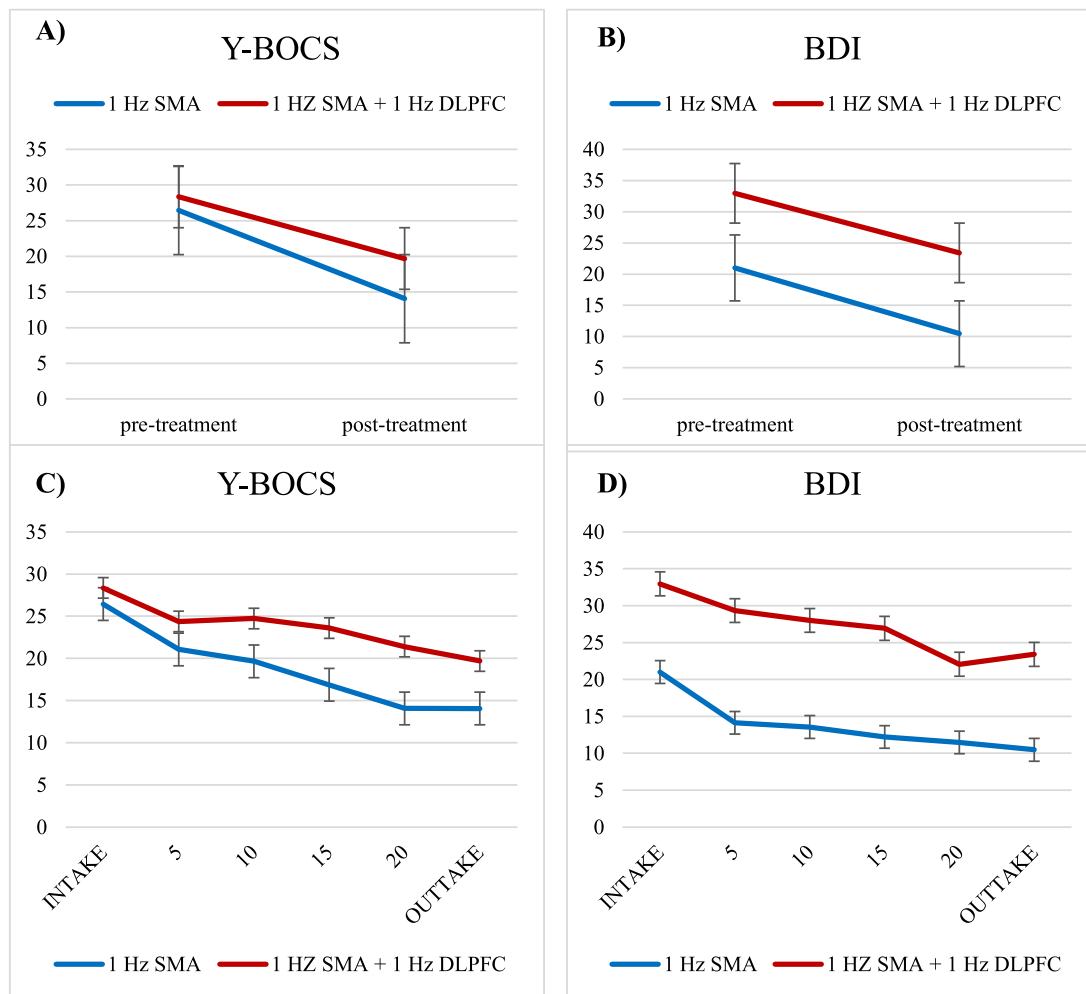 A)
Y-BOCS
1 Hz SMA 1 HZ SMA + 1 Hz DLPFC
35
30
25
20
15
10
5
0
pre-treatment post-treatment
B)
BDI
1 Hz SMA 1 HZ SMA + 1 Hz DLPFC
40
35
30
25
20
15
10
5
0
pre-treatment post-treatment
C)
Y-BOCS
35
30
25
20
15
10
5
0
INTAKE 5 10 15 20 OUTTAKE
1 Hz SMA 1 HZ SMA + 1 Hz DLPFC
D)
BDI
40
35
30
25
20
15
10
5
0
INTAKE 5 10 15 20 OUTTAKE
1 Hz SMA 1 HZ SMA + 1 Hz DLPFC